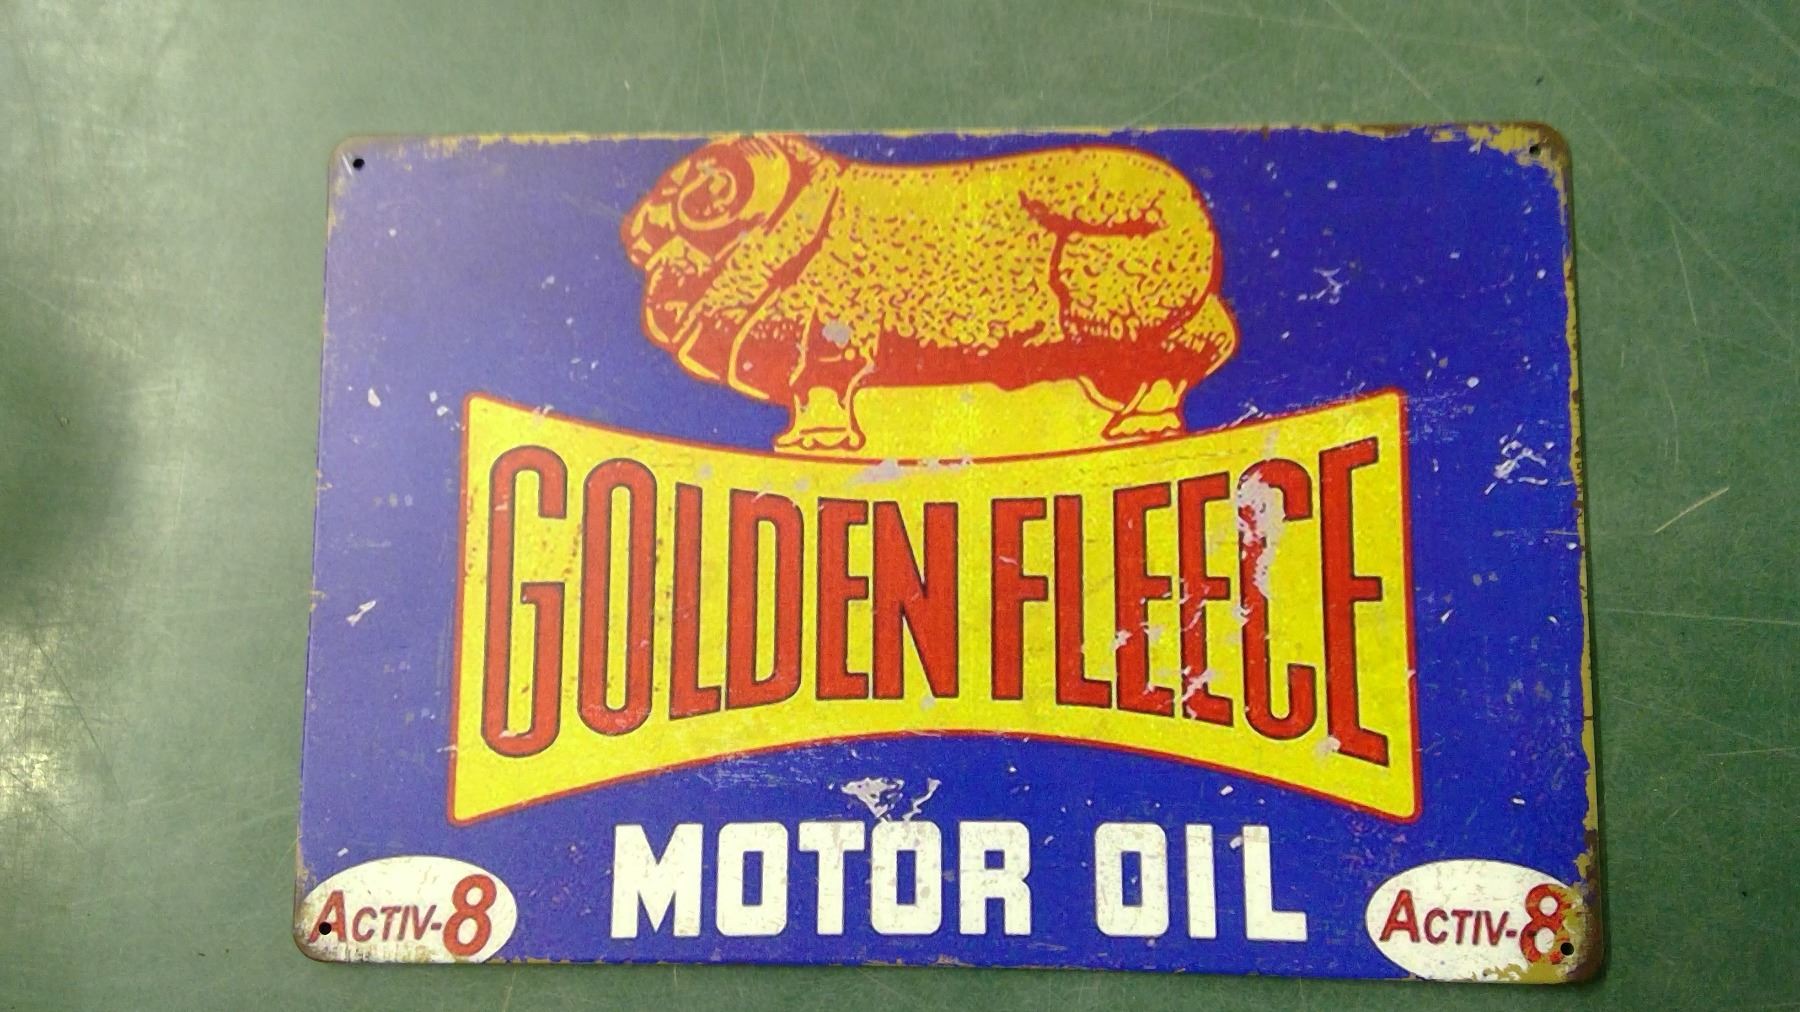 GOLDEN FLEECE
MOTOR OIL
ACTIV-8
ACTIV-8